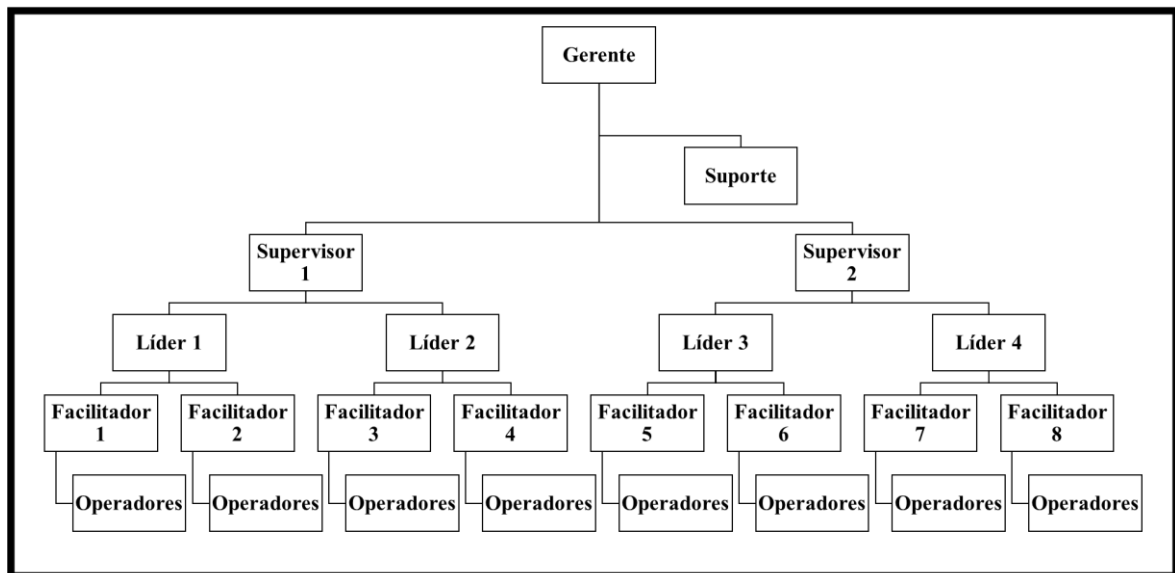 Gerente
Suporte
Supervisor
1
Supervisor
2
Líder 1
Líder 2
Líder 3
Líder 4
Facilitador
1
Facilitador
2
Facilitador
3
Facilitador
4
Facilitador
5
Facilitador
6
Facilitador
7
Facilitador
8
Operadores
Operadores
Operadores
Operadores
Operadores
Operadores
Operadores
Operadores